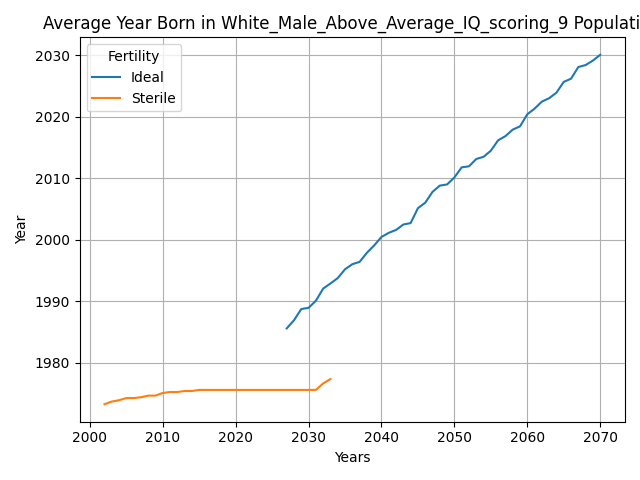 Average Year Born in White_Male_Above_Average_IQ_scoring_9 Populati
Fertility
Ideal
Sterile
2030
2020
2010
2000
1990
1980
Year
2000 2010 2020 2030 2040 2050 2060 2070
Years